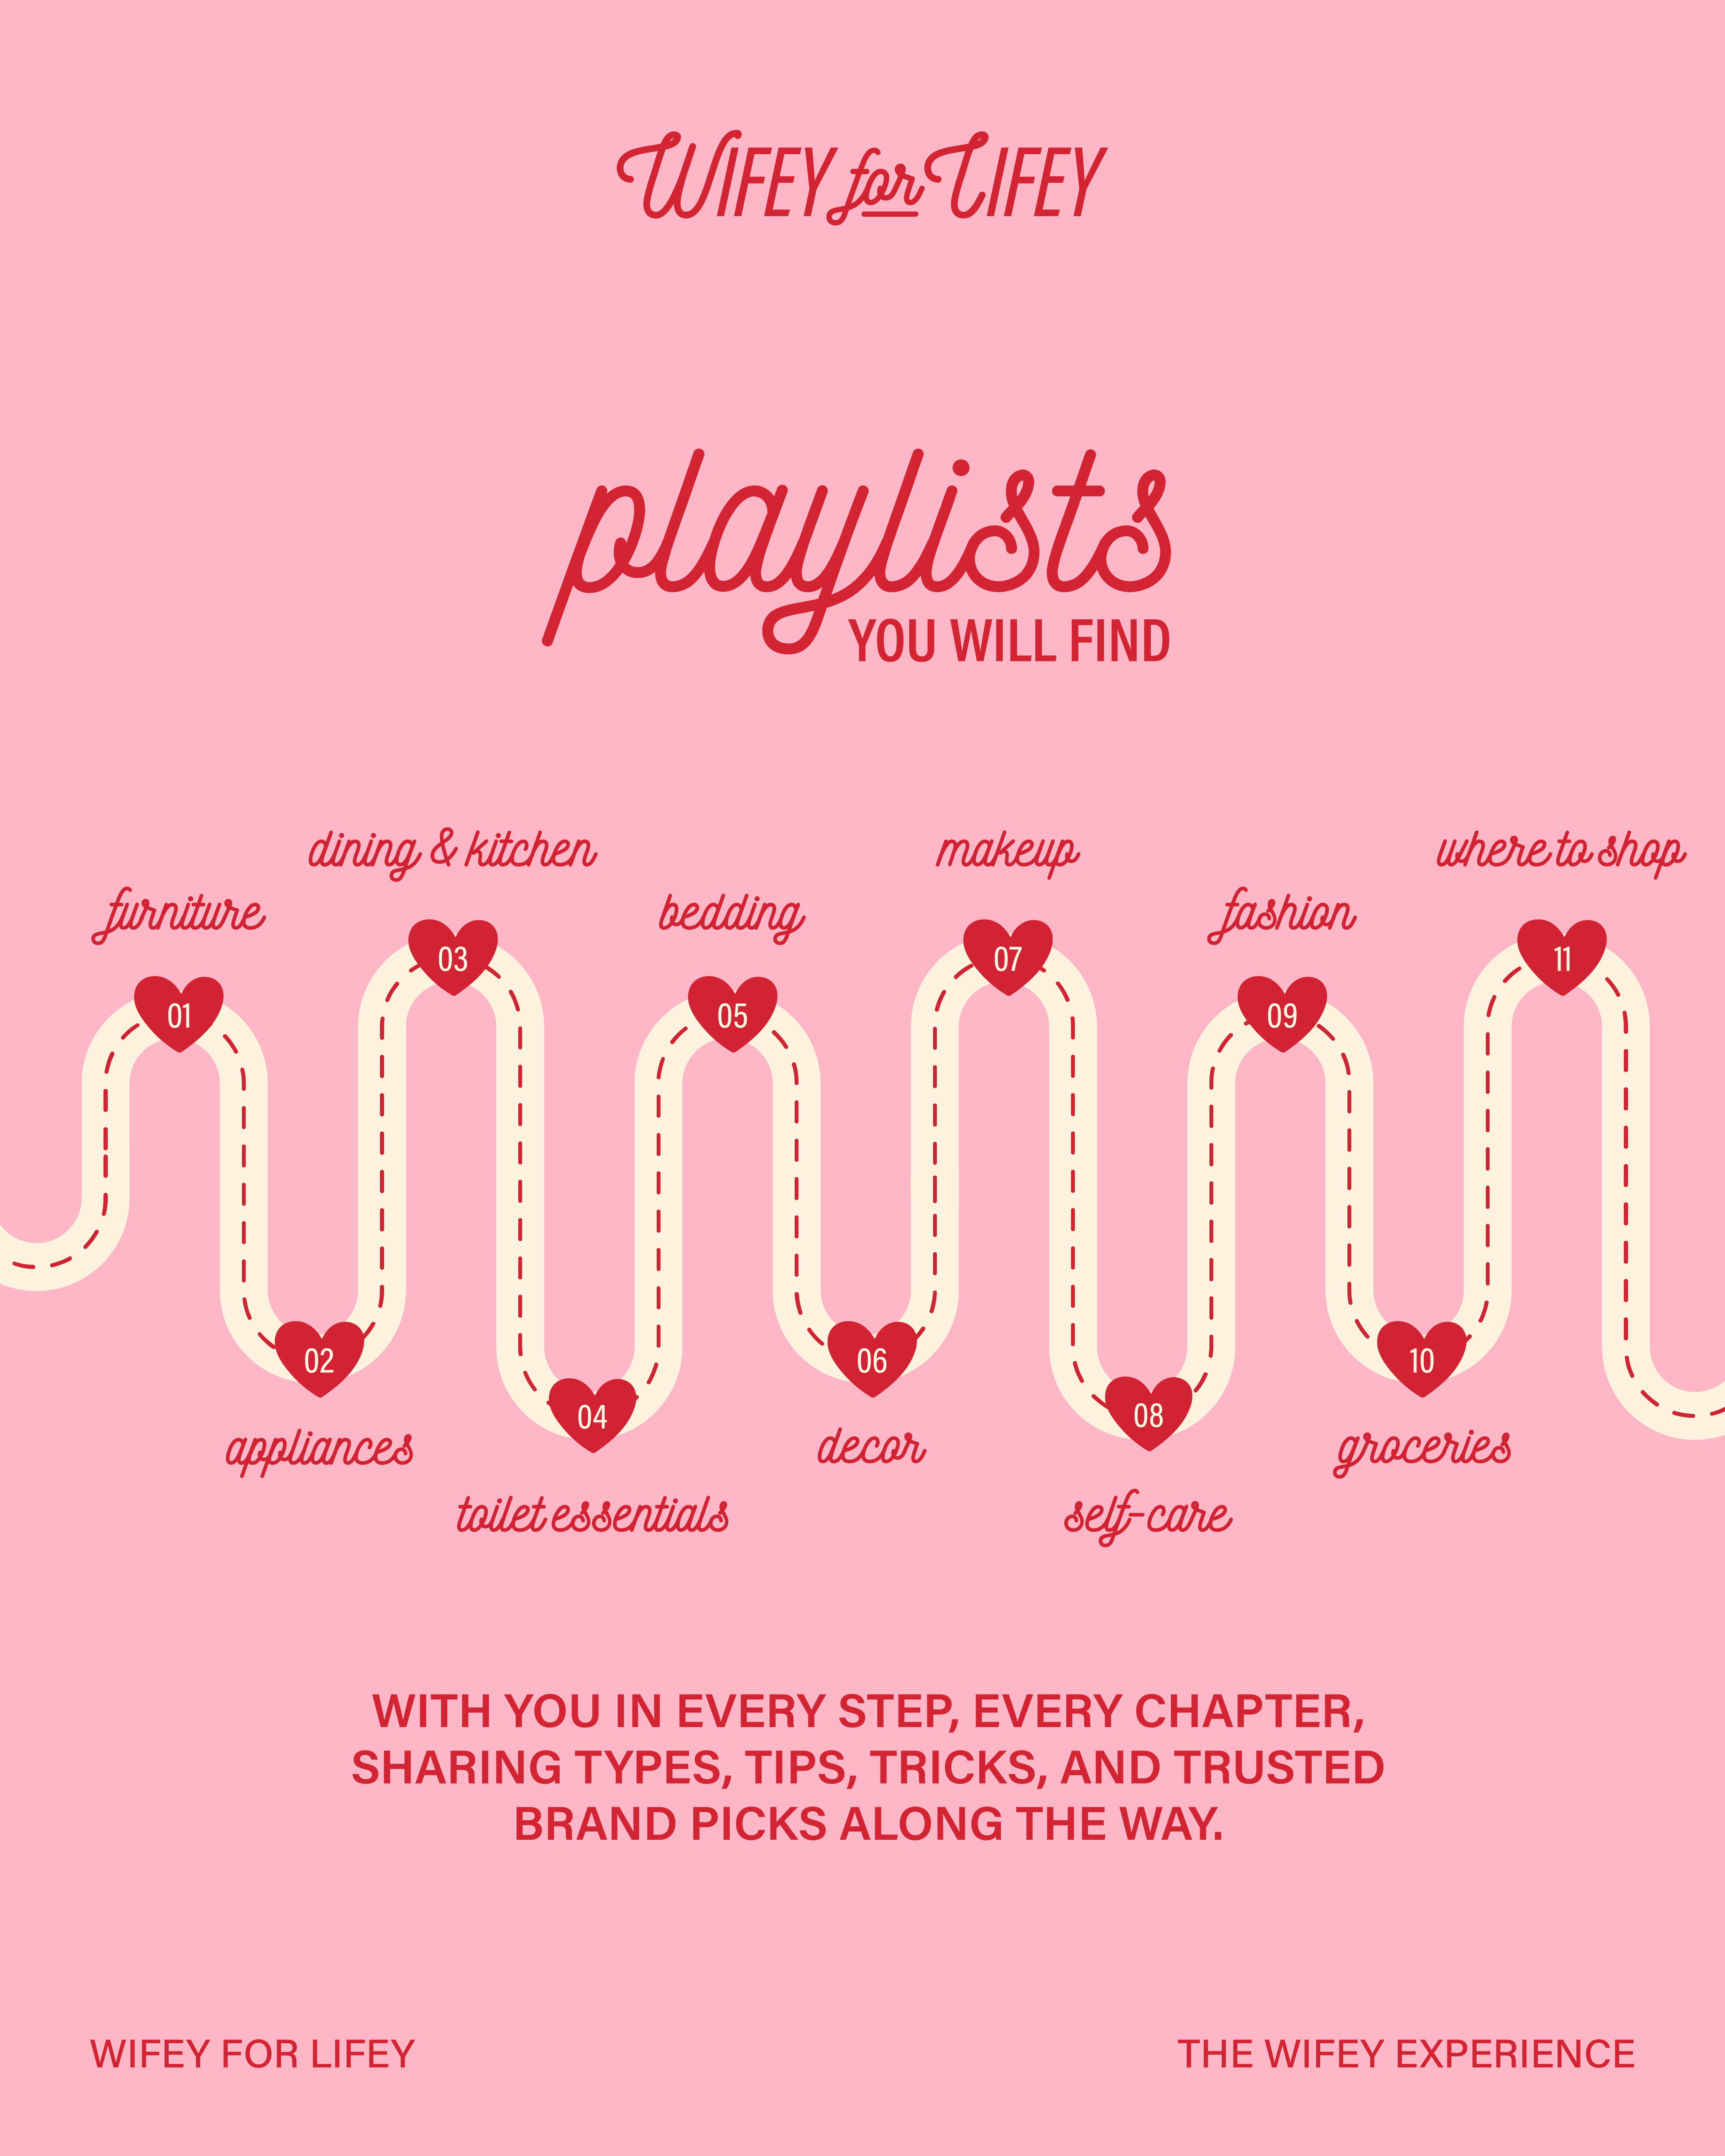 WIFEY for LIFEY
playlists
YOU WILL FIND
furniture
01
02
appliances
dining & kitchen
03
04
toilet essentials
bedding
05
06
decor
makeup
07
08
self-care
fashion
09
10
groceries
where to shop
11
WITH YOU IN EVERY STEP, EVERY CHAPTER,
SHARING TYPES, TIPS, TRICKS, AND TRUSTED
BRAND PICKS ALONG THE WAY.
WIFEY FOR LIFEY
THE WIFEY EXPERIENCE